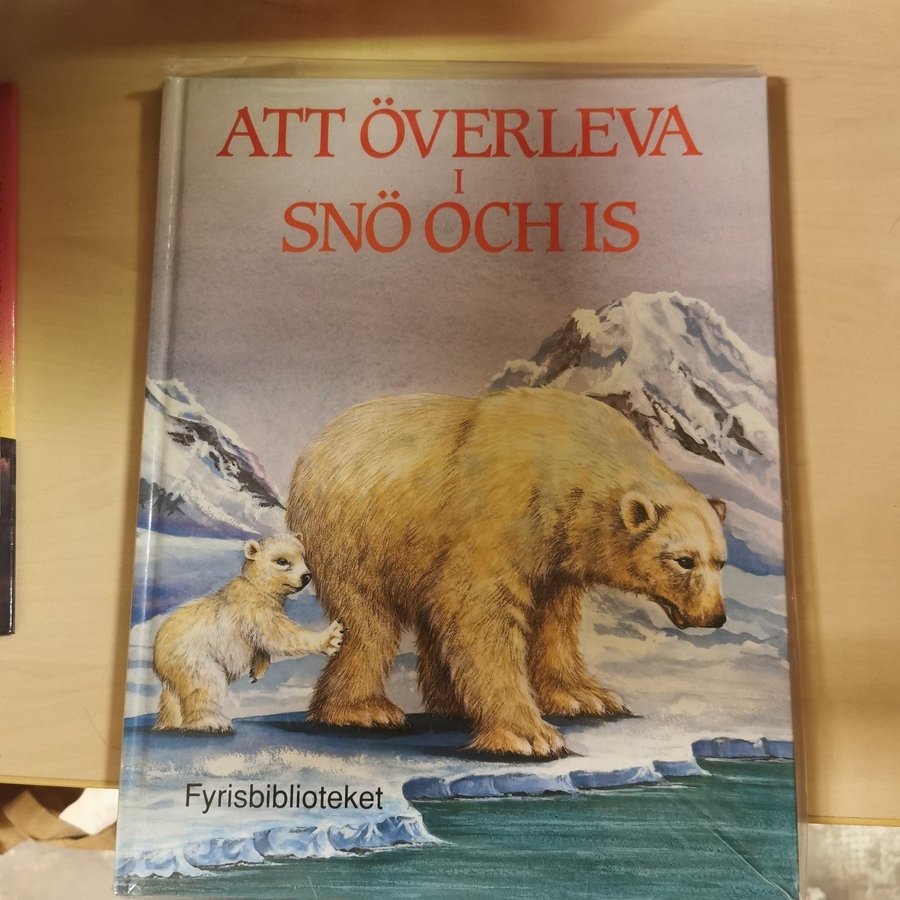 ATT ÖVERLEVA
I
SNÖ OCH IS
Fyrisbiblioteket